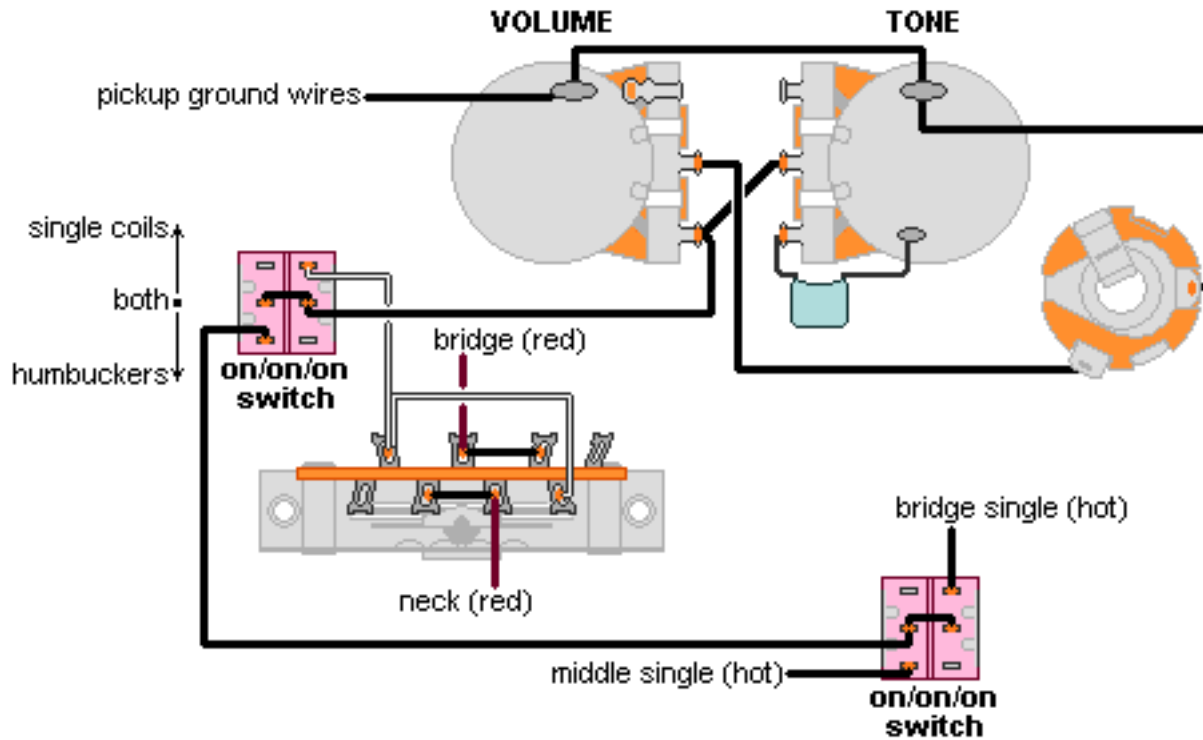 VOLUME
TONE
pickup ground wires
single coils
both
humbuckers
on/on/on
switch
bridge (red)
neck (red)
bridge single (hot)
middle single (hot)
on/on/on
switch